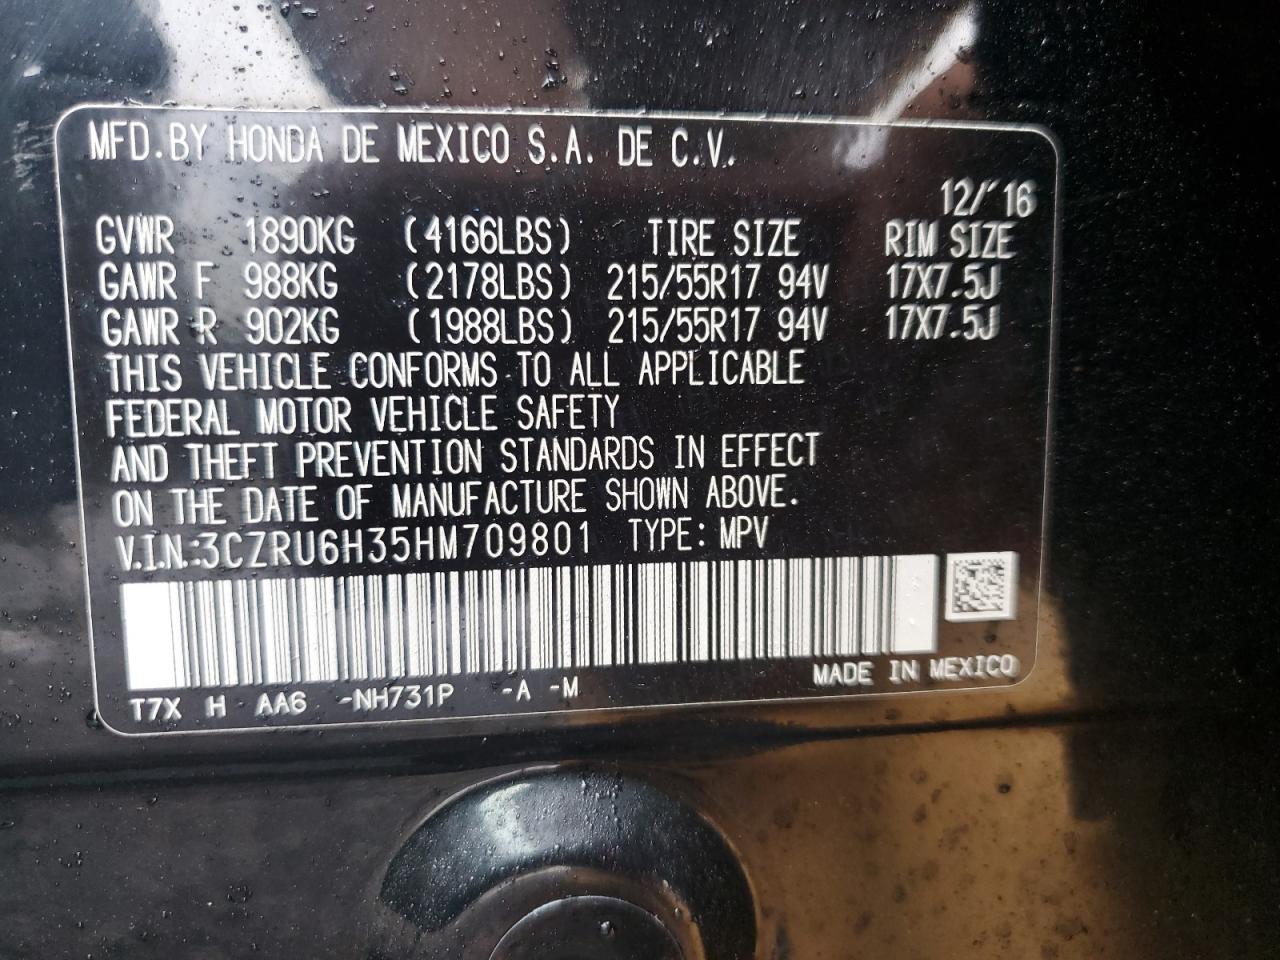 MFD.BY HONDA DE MEXICO S.A. DE C.V.
12/'16
GVWR 1890KG (4166LBS) TIRE SIZE RIM SIZE
GAWR F 988KG (2178LBS) 215/55R17 94V 17X7.5J
GAWR R 902KG (1988LBS) 215/55R17 94V 17X7.5J
THIS VEHICLE CONFORMS TO ALL APPLICABLE
FEDERAL MOTOR VEHICLE SAFETY
AND THEFT PREVENTION STANDARDS IN EFFECT
ON THE DATE OF MANUFACTURE SHOWN ABOVE.
V.I.N.:3CZRU6H35HM709801 TYPE: MPV
MADE IN MEXICO
T7X H AA6 -NH731P -A -M